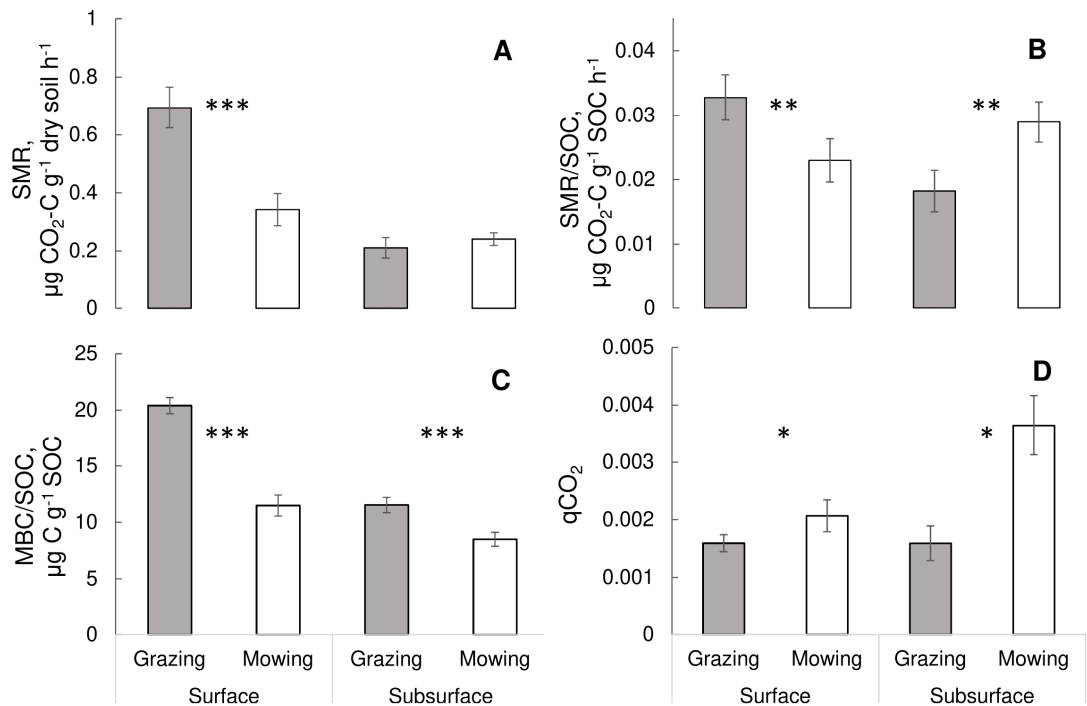 A
SMR,
µg CO₂-C g⁻¹ dry soil h⁻¹
1
0.8
0.6
0.4
0.2
0
***
B
SMR/SOC,
µg CO₂-C g⁻¹ SOC h⁻¹
0.04
0.03
0.02
0.01
0
**
**
C
MBC/SOC,
µg C g⁻¹ SOC
25
20
15
10
5
0
***
***
Grazing
Mowing
Grazing
Mowing
Surface
Subsurface
D
qCO₂
0.005
0.004
0.003
0.002
0.001
0
*
*
Grazing
Mowing
Grazing
Mowing
Surface
Subsurface